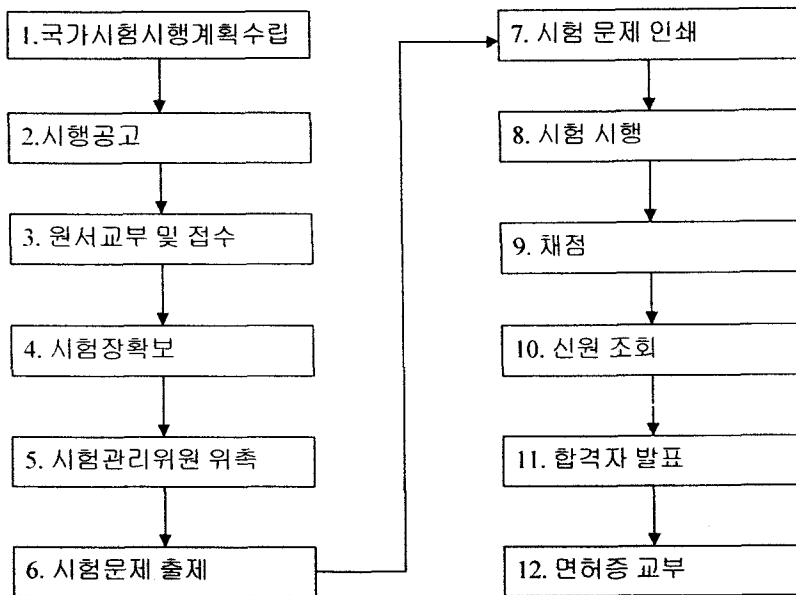 1.국가시험시행계획수립
2.시행공고
3. 원서교부 및 접수
4. 시험장확보
5. 시험관리위원 위촉
6. 시험문제 출제
7. 시험 문제 인쇄
8. 시험 시행
9. 채점
10. 신원 조회
11. 합격자 발표
12. 면허증 교부